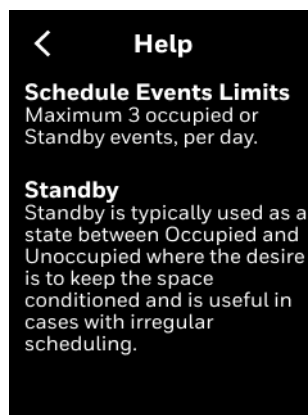 Help
Schedule Events Limits
Maximum 3 occupied or
Standby events, per day.
Standby
Standby is typically used as a
state between Occupied and
Unoccupied where the desire
is to keep the space
conditioned and is useful in
cases with irregular
scheduling.